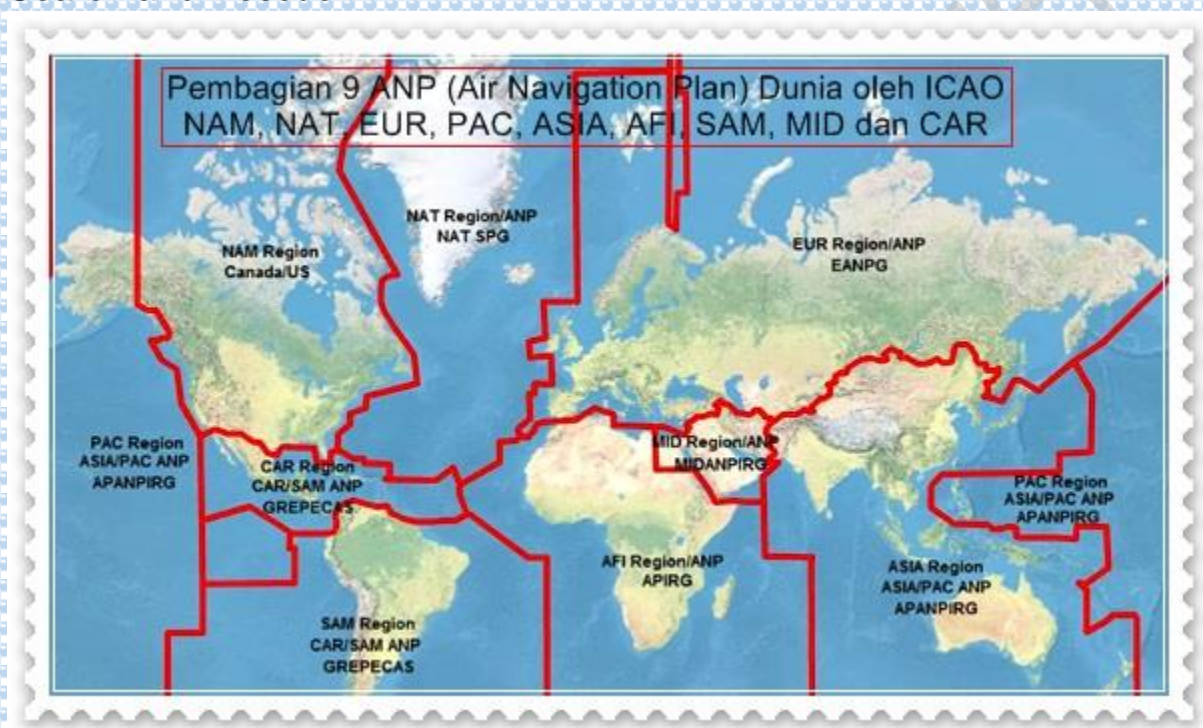 Pembagian 9 ANP (Air Navigation Plan) Dunia oleh ICAO
NAM, NAT, EUR, PAC, ASIA, AFI, SAM, MID dan CAR
NAT Region/ANP
NAT SPG
NAM Region
Canada/US
EUR Region/ANP
EANPG
PAC Region
ASIA/PAC ANP
APANPIRG
CAR Region
CAR/SAM ANP
GREPECAS
MID Region/ANP
MIDANPIRG
PAC Region
ASIA/PAC ANP
APANPIRG
AFI Region/ANP
APIRG
ASIA Region
ASIA/PAC ANP
APANPIRG
SAM Region
CAR/SAM ANP
GREPECAS